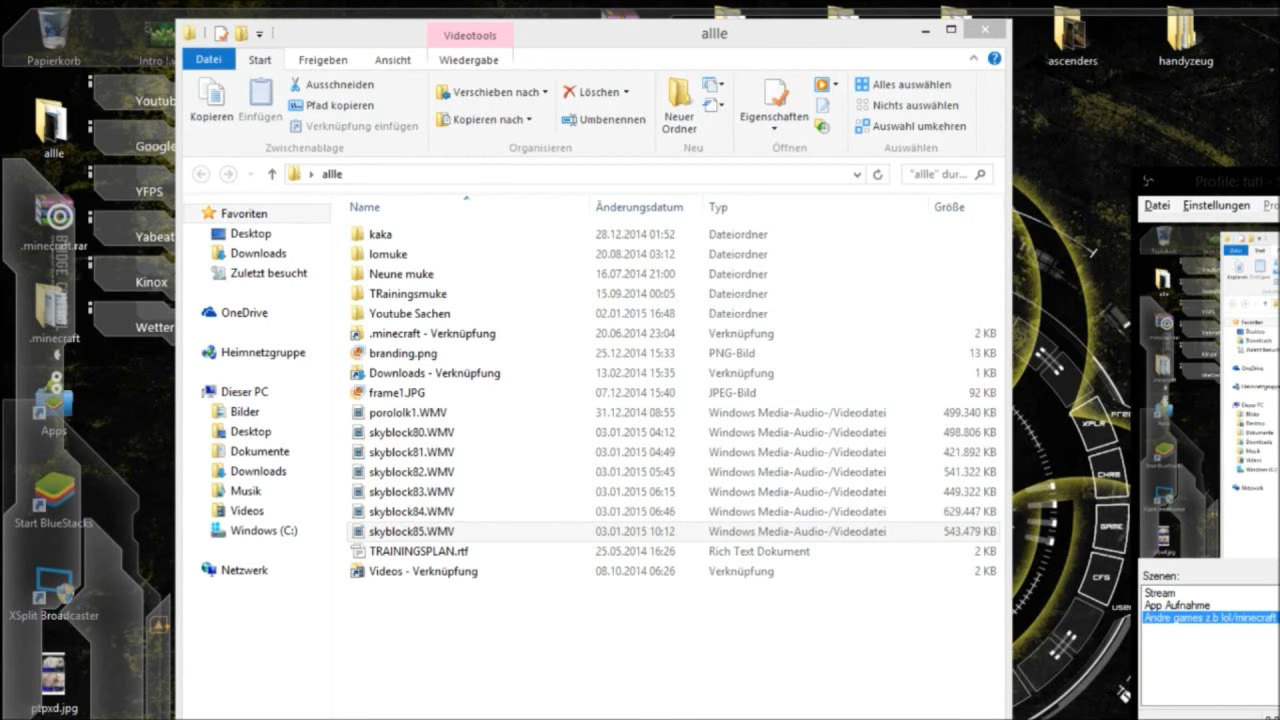 Papierkorb
Intro !.w
ascenders
handyzeug
Videotools
allle
Datei
Start
Freigeben
Ansicht
Wiedergabe
Kopieren
Einfügen
Ausschneiden
Pfad kopieren
Verknüpfung einfügen
Zwischenablage
Verschieben nach
Kopieren nach
Löschen
Umbenennen
Organisieren
Neuer
Ordner
Neu
Eigenschaften
Öffnen
Alles auswählen
Nichts auswählen
Auswahl umkehren
Auswählen
allle
"allle" dur...
Youtub
allle
Google
YFPS
Yabeat
.minecraft.rar
Kinox
Wetter
.minecraft
Apps
Start BlueStacks
XSplit Broadcaster
ptpxd.jpg
Favoriten
Desktop
Downloads
Zuletzt besucht
OneDrive
Heimnetzgruppe
Dieser PC
Bilder
Desktop
Dokumente
Downloads
Musik
Videos
Windows (C:)
Netzwerk
Name Änderungsdatum Typ Größe
kaka 28.12.2014 01:52 Dateiordner
lomuke 20.08.2014 03:12 Dateiordner
Neune muke 16.07.2014 21:00 Dateiordner
TRainingsmuke 15.09.2014 00:05 Dateiordner
Youtube Sachen 02.01.2015 16:48 Dateiordner
.minecraft - Verknüpfung 20.06.2014 23:04 Verknüpfung 2 KB
branding.png 25.12.2014 15:33 PNG-Bild 13 KB
Downloads - Verknüpfung 13.02.2014 15:35 Verknüpfung 1 KB
frame1.JPG 07.12.2014 15:40 JPEG-Bild 92 KB
porololk1.WMV 31.12.2014 08:55 Windows Media-Audio-/Videodatei 499.340 KB
skyblock80.WMV 03.01.2015 04:12 Windows Media-Audio-/Videodatei 498.806 KB
skyblock81.WMV 03.01.2015 04:49 Windows Media-Audio-/Videodatei 421.892 KB
skyblock82.WMV 03.01.2015 05:45 Windows Media-Audio-/Videodatei 541.322 KB
skyblock83.WMV 03.01.2015 06:15 Windows Media-Audio-/Videodatei 449.322 KB
skyblock84.WMV 03.01.2015 06:46 Windows Media-Audio-/Videodatei 629.447 KB
skyblock85.WMV 03.01.2015 10:12 Windows Media-Audio-/Videodatei 543.479 KB
TRAININGSPLAN.rtf 25.05.2014 16:26 Rich Text Dokument 2 KB
Videos - Verknüpfung 08.10.2014 06:26 Verknüpfung 2 KB
XPLR
CHRM
GAME
CFG
Profile: tuti -
Datei Einstellungen Pro
Szenen:
Stream
App Aufnahme
Andre games z.b lol/minecraft